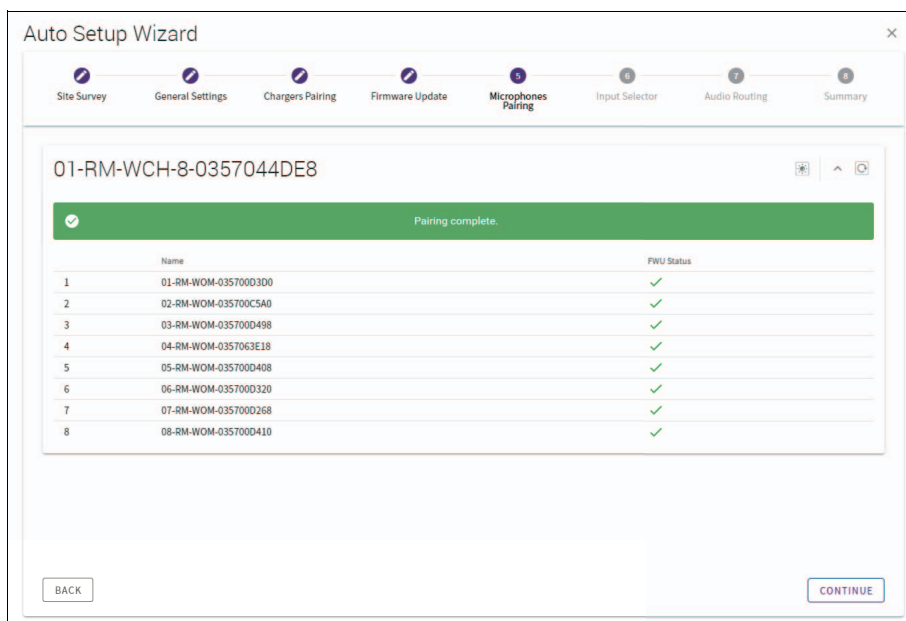 Auto Setup Wizard
5 6 7 8
Site Survey General Settings Chargers Pairing Firmware Update Microphones Pairing Input Selector Audio Routing Summary
01-RM-WCH-8-0357044DE8
Pairing complete.
Name FWU Status
1 01-RM-WOM-035700D3D0
2 02-RM-WOM-035700C5A0
3 03-RM-WOM-035700D498
4 04-RM-WOM-0357063E18
5 05-RM-WOM-035700D408
6 06-RM-WOM-035700D320
7 07-RM-WOM-035700D268
8 08-RM-WOM-035700D410
BACK CONTINUE